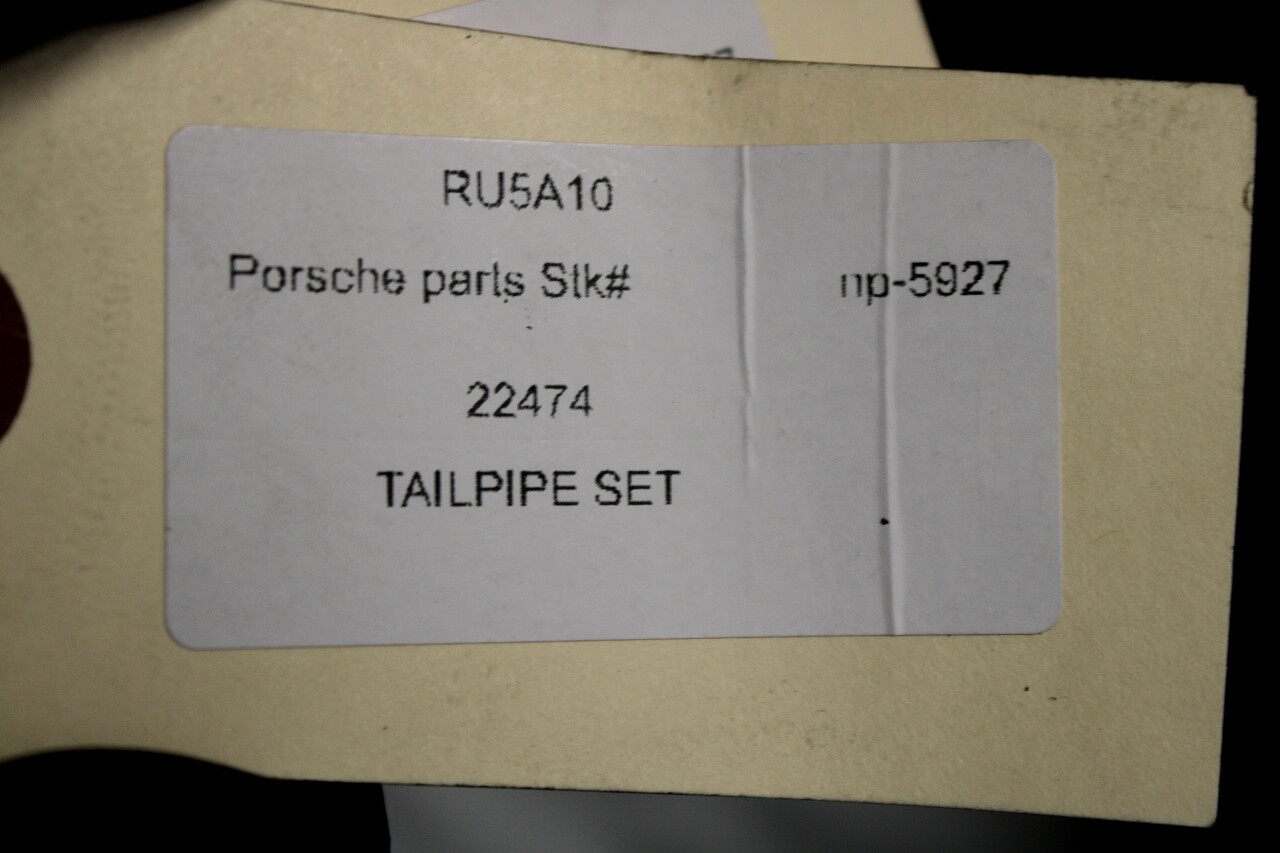 RU5A10
Porsche parts Stk# np-5927
22474
TAILPIPE SET